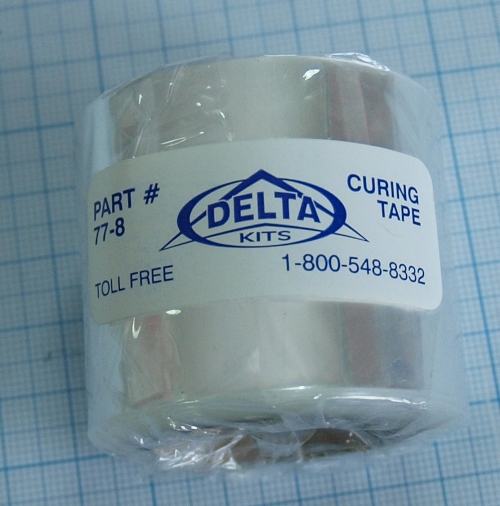 PART #
77-8
DELTA
KITS
CURING
TAPE
TOLL FREE
1-800-548-8332